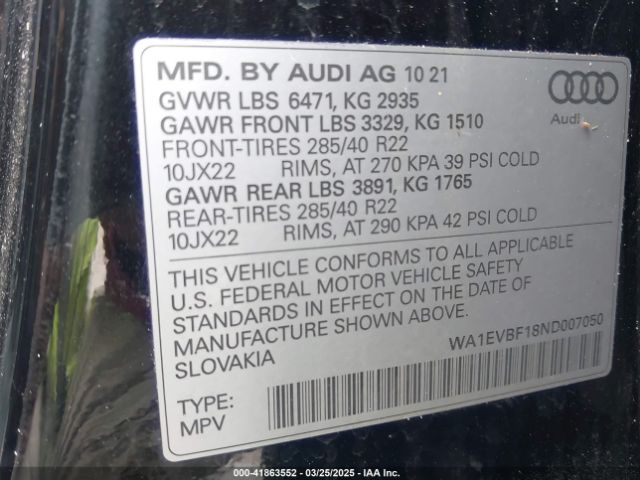 MFD. BY AUDI AG 10 21
GVWR LBS 6471, KG 2935
GAWR FRONT LBS 3329, KG 1510
FRONT-TIRES 285/40 R22
10JX22 RIMS, AT 270 KPA 39 PSI COLD
GAWR REAR LBS 3891, KG 1765
REAR-TIRES 285/40 R22
10JX22 RIMS, AT 290 KPA 42 PSI COLD
Audi
THIS VEHICLE CONFORMS TO ALL APPLICABLE
U.S. FEDERAL MOTOR VEHICLE SAFETY
STANDARDS IN EFFECT ON THE DATE OF
MANUFACTURE SHOWN ABOVE.
SLOVAKIA
WA1EVBF18ND007050
TYPE:
MPV
000-41863552 / 03/25/2025 - IAA Inc.